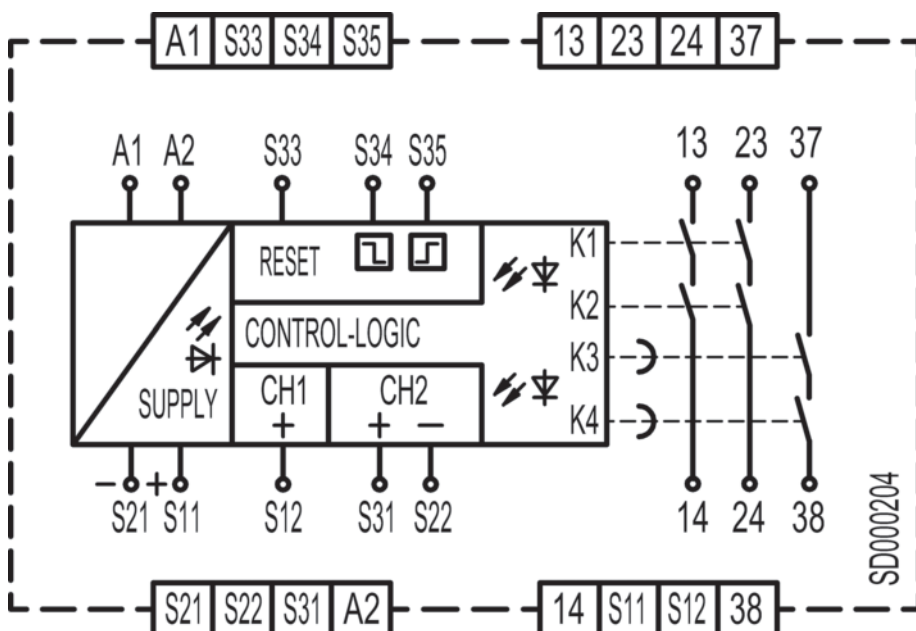 A1 S33 S34 S35 13 23 24 37
A1 A2 S33 S34 S35 13 23 37
RESET K1
K2
CONTROL-LOGIC
K3
SUPPLY CH1 CH2
+ + − K4
− + 
S21 S11 S12 S31 S22 14 24 38
SD000204
S21 S22 S31 A2 14 S11 S12 38